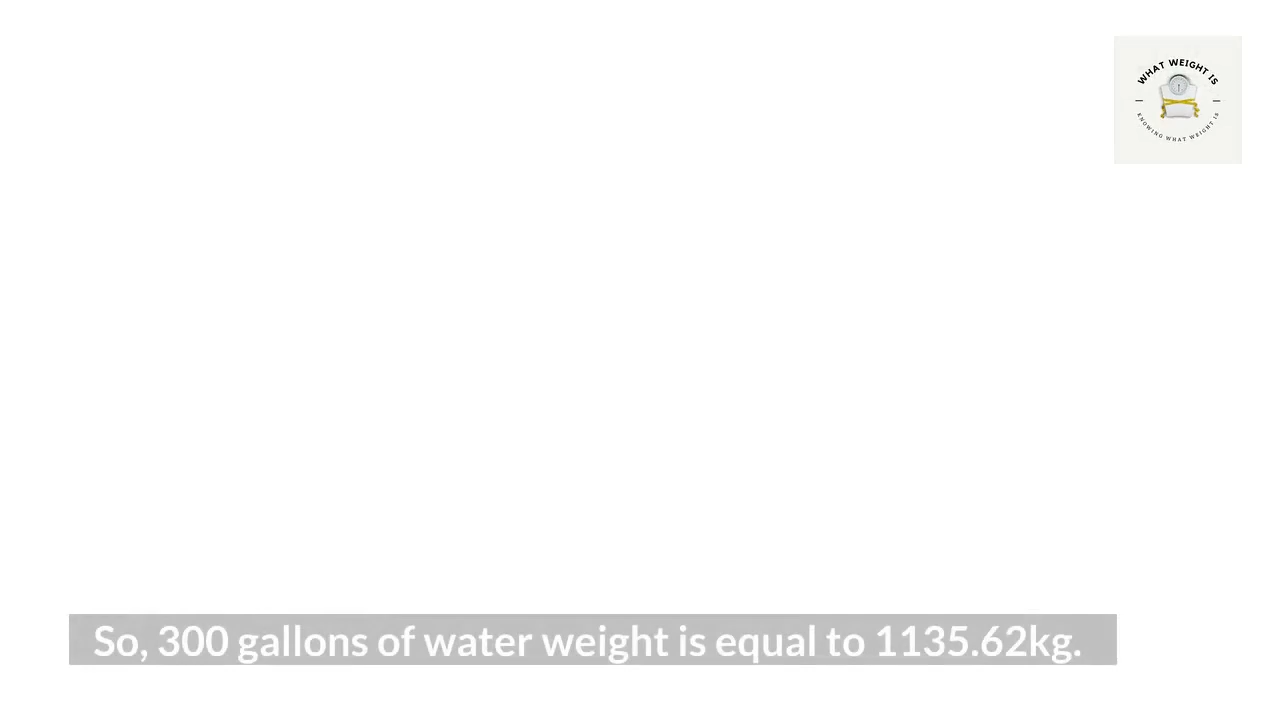 WHAT WEIGHT IS
KNOWING WHAT WEIGHT IS
So, 300 gallons of water weight is equal to 1135.62kg.